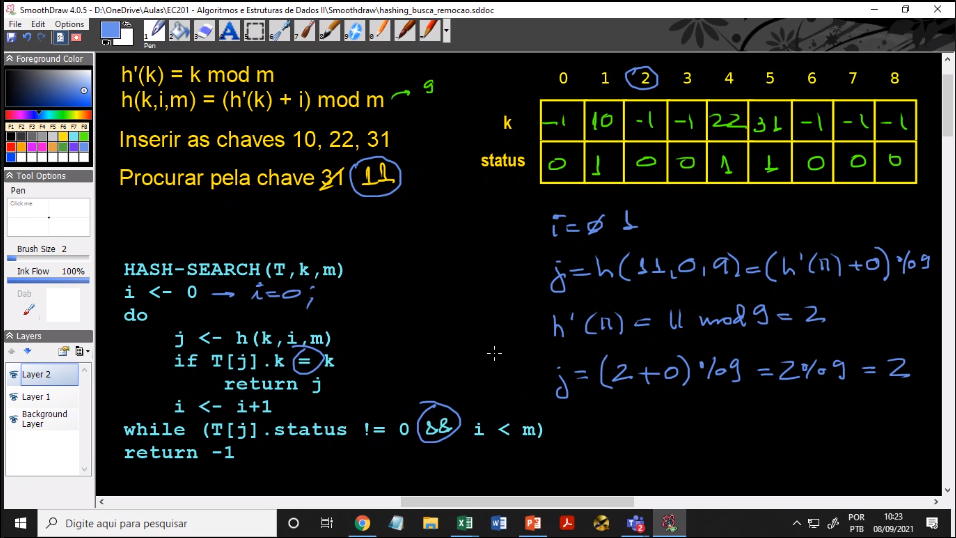 SmoothDraw 4.0.5 - D:\OneDrive\Aulas\EC201 - Algoritmos e Estruturas de Dados II\Smoothdraw\hashing_busca_remocao.sddoc
File Edit Options
Pen
Foreground Color
F1 F2 F3 F4 F5 F6 F7 F8
Tool Options
Pen
Click me
Brush Size 2
Ink Flow 100%
Dab
Layers
Layer 2
Layer 1
Background Layer
h'(k) = k mod m
h(k,i,m) = (h'(k) + i) mod m → 9
Inserir as chaves 10, 22, 31
Procurar pela chave 31 11
0 1 2 3 4 5 6 7 8
k -1 10 -1 -1 22 31 -1 -1 -1
status 0 1 0 0 1 1 0 0 0
i=0 1
j=h(11,0,9)=(h'(11)+0)%9
h'(11)=11 mod 9=2
j=(2+0)%9=2%9=2
HASH-SEARCH(T,k,m)
i <- 0 → i=0;
do
j <- h(k,i,m)
if T[j].k = k
return j
i <- i+1
while (T[j].status != 0 && i < m)
return -1
Digite aqui para pesquisar
POR
PTB
10:23
08/09/2021